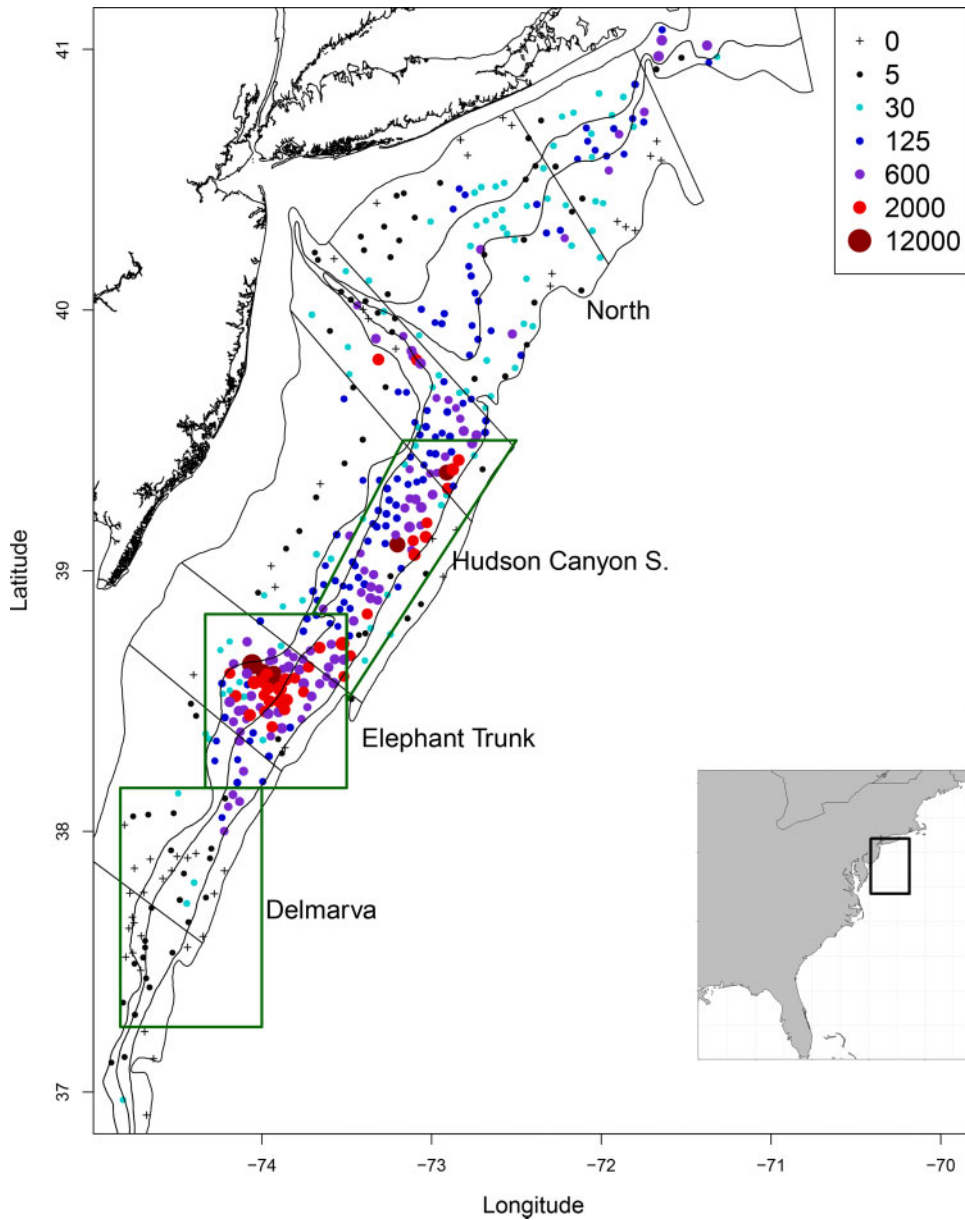 41
0
5
30
125
600
2000
12000
40
North
Latitude
39
Hudson Canyon S.
Elephant Trunk
38
Delmarva
37
−74
−73
−72
−71
−70
Longitude